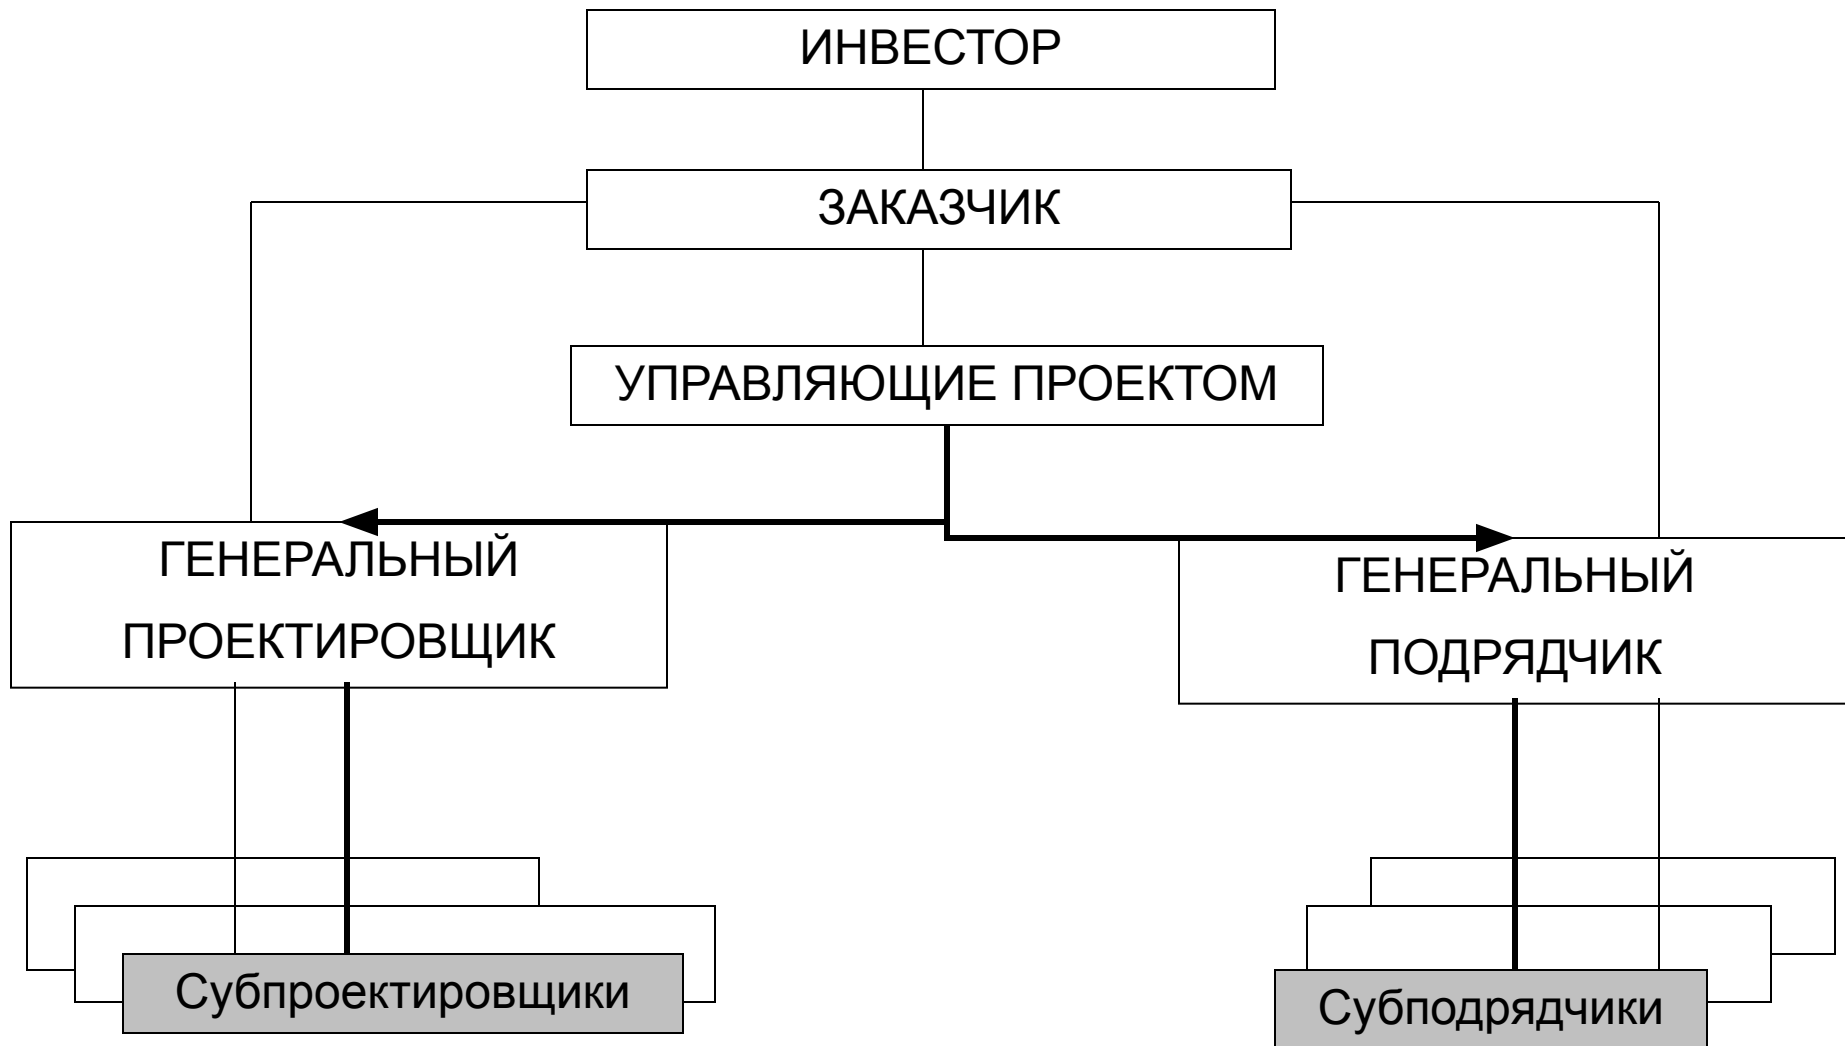 ИНВЕСТОР
ЗАКАЗЧИК
УПРАВЛЯЮЩИЕ ПРОЕКТОМ
ГЕНЕРАЛЬНЫЙ
ПРОЕКТИРОВЩИК
ГЕНЕРАЛЬНЫЙ
ПОДРЯДЧИК
Субпроектировщики
Субподрядчики